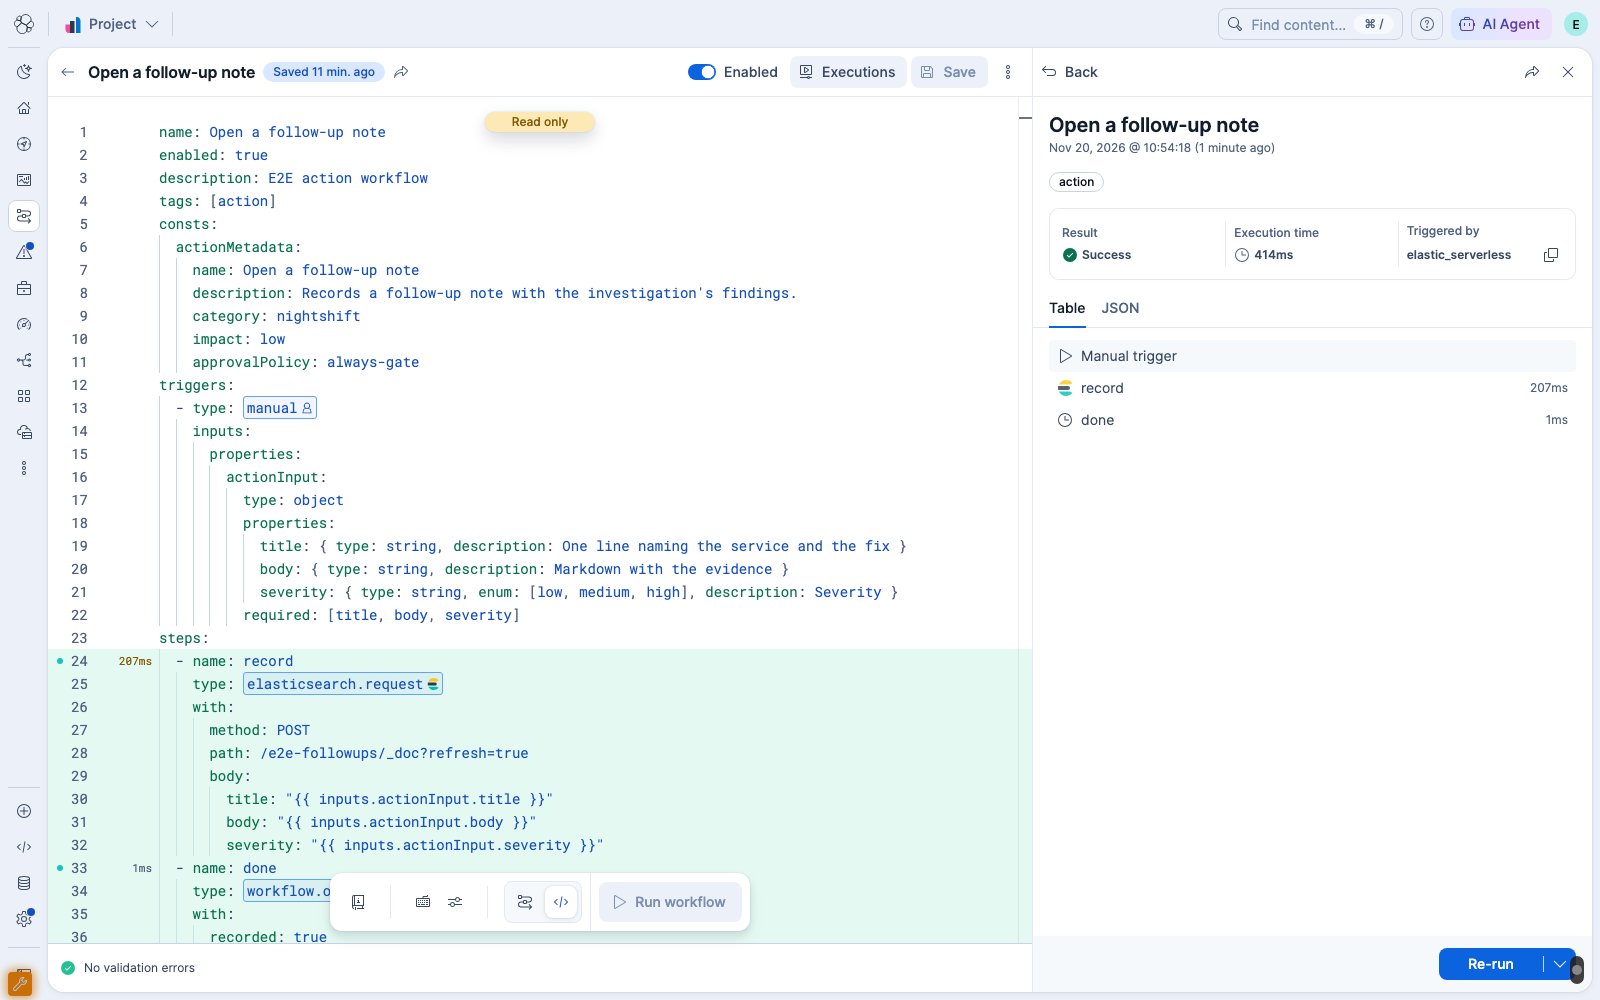 Project
Find content...
⌘ /
AI Agent
E
Open a follow-up note
Saved 11 min. ago
Enabled
Executions
Save
Back
Read only
1 name: Open a follow-up note
2 enabled: true
3 description: E2E action workflow
4 tags: [action]
5 consts:
6 actionMetadata:
7 name: Open a follow-up note
8 description: Records a follow-up note with the investigation's findings.
9 category: nightshift
10 impact: low
11 approvalPolicy: always-gate
12 triggers:
13 - type: manual
14 inputs:
15 properties:
16 actionInput:
17 type: object
18 properties:
19 title: { type: string, description: One line naming the service and the fix }
20 body: { type: string, description: Markdown with the evidence }
21 severity: { type: string, enum: [low, medium, high], description: Severity }
22 required: [title, body, severity]
23 steps:
24 207ms - name: record
25 type: elasticsearch.request
26 with:
27 method: POST
28 path: /e2e-followups/_doc?refresh=true
29 body:
30 title: "{{ inputs.actionInput.title }}"
31 body: "{{ inputs.actionInput.body }}"
32 severity: "{{ inputs.actionInput.severity }}"
33 1ms - name: done
34 type: workflow.o
35 with:
36 recorded: true
Run workflow
No validation errors
Open a follow-up note
Nov 20, 2026 @ 10:54:18 (1 minute ago)
action
Result
Success
Execution time
414ms
Triggered by
elastic_serverless
Table
JSON
Manual trigger
record 207ms
done 1ms
Re-run